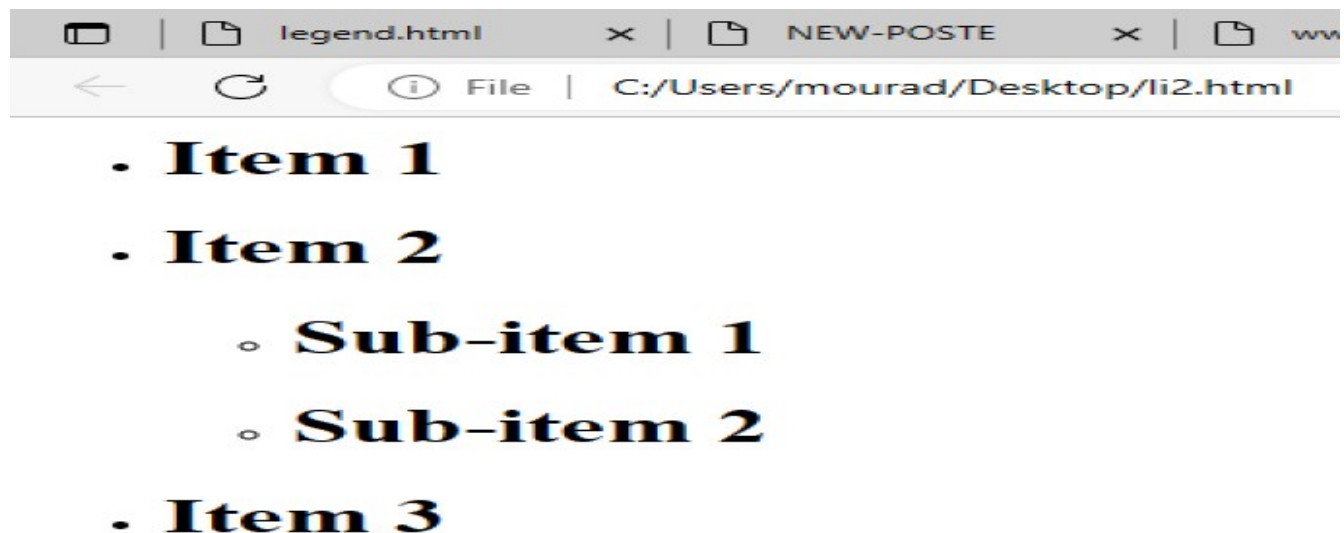 legend.html NEW-POSTE ww
File C:/Users/mourad/Desktop/li2.html
Item 1
Item 2
Sub-item 1
Sub-item 2
Item 3